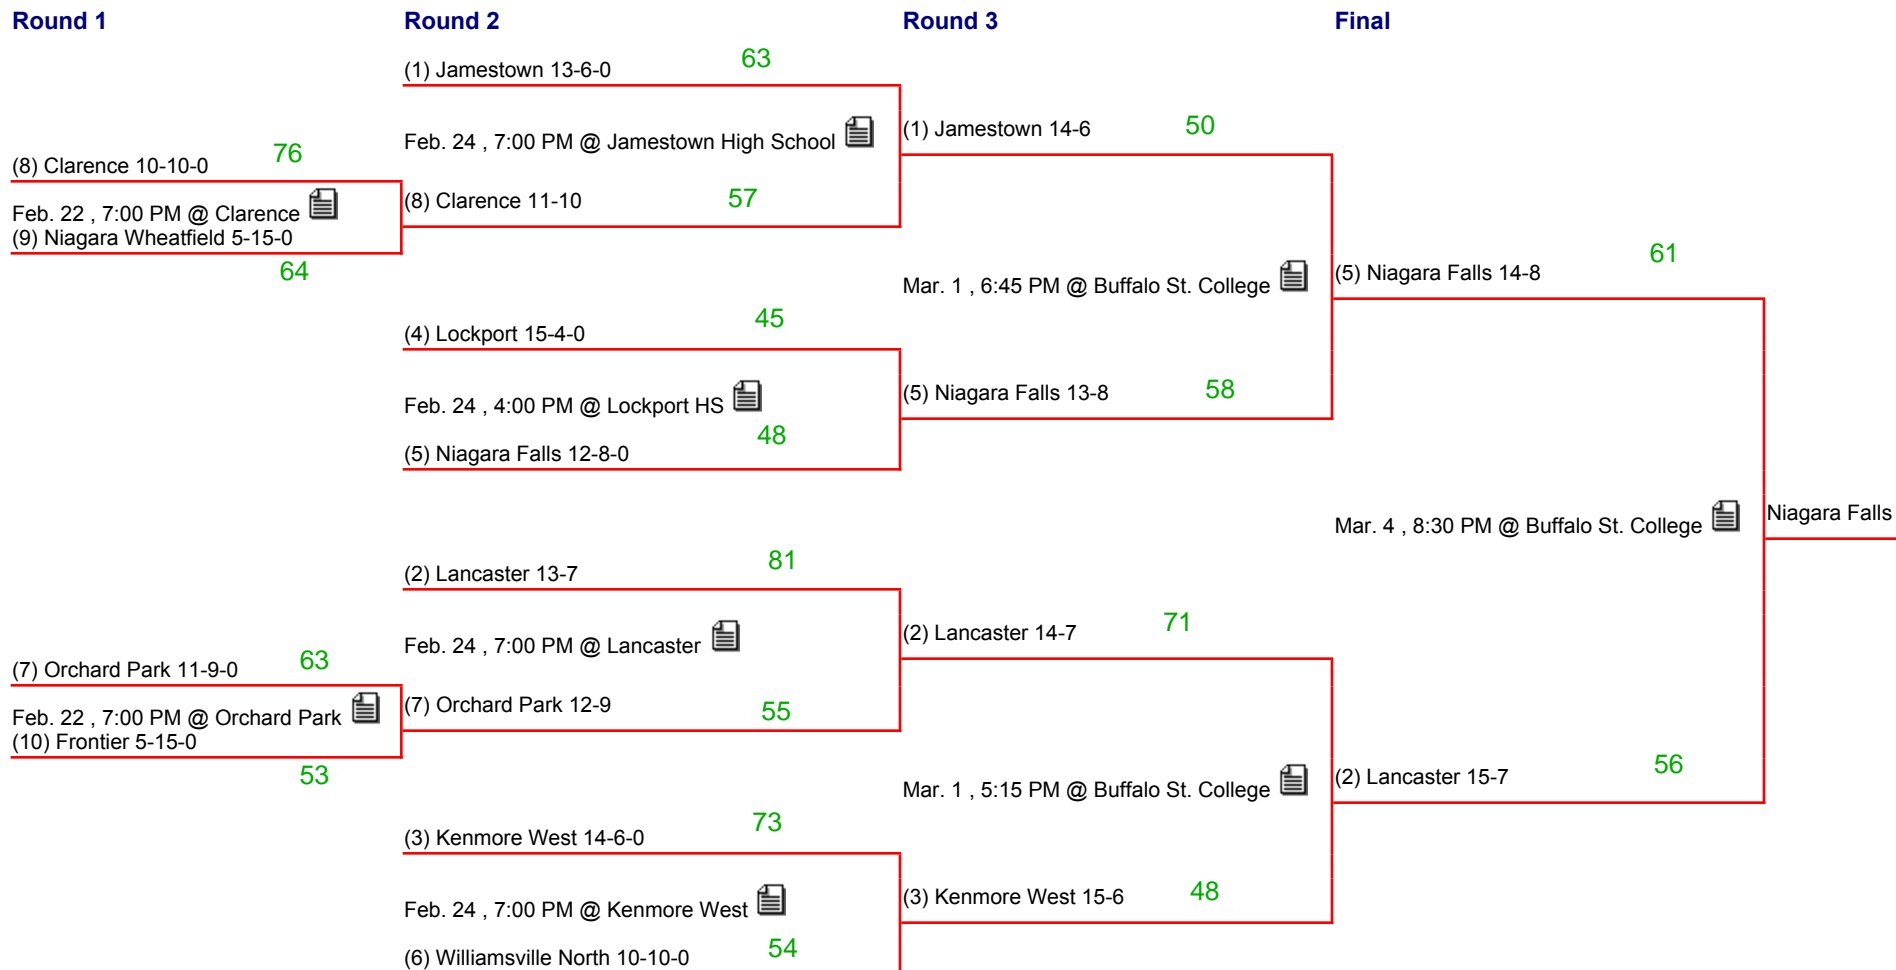 Round 1
Round 2
Round 3
Final
(8) Clarence 10-10-0
76
Feb. 22 , 7:00 PM @ Clarence
(9) Niagara Wheatfield 5-15-0
64
(7) Orchard Park 11-9-0
63
Feb. 22 , 7:00 PM @ Orchard Park
(10) Frontier 5-15-0
53
(1) Jamestown 13-6-0
63
Feb. 24 , 7:00 PM @ Jamestown High School
(8) Clarence 11-10
57
(4) Lockport 15-4-0
45
Feb. 24 , 4:00 PM @ Lockport HS
48
(5) Niagara Falls 12-8-0
(2) Lancaster 13-7
81
Feb. 24 , 7:00 PM @ Lancaster
(7) Orchard Park 12-9
55
(3) Kenmore West 14-6-0
73
Feb. 24 , 7:00 PM @ Kenmore West
(6) Williamsville North 10-10-0
54
(1) Jamestown 14-6
50
Mar. 1 , 6:45 PM @ Buffalo St. College
(5) Niagara Falls 13-8
58
(2) Lancaster 14-7
71
Mar. 1 , 5:15 PM @ Buffalo St. College
(3) Kenmore West 15-6
48
(5) Niagara Falls 14-8
61
Mar. 4 , 8:30 PM @ Buffalo St. College
(2) Lancaster 15-7
56
Niagara Falls